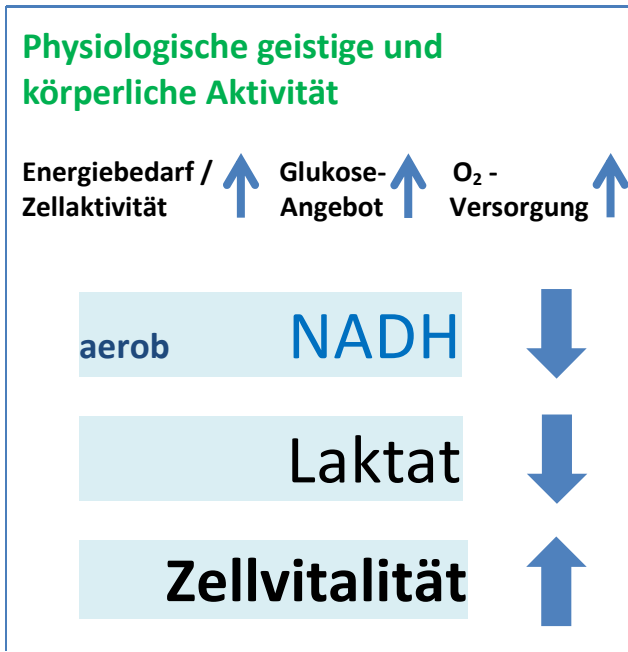 Physiologische geistige und
körperliche Aktivität
Energiebedarf / Glukose- O₂ -
Zellaktivität Angebot Versorgung
aerob NADH
Laktat
Zellvitalität